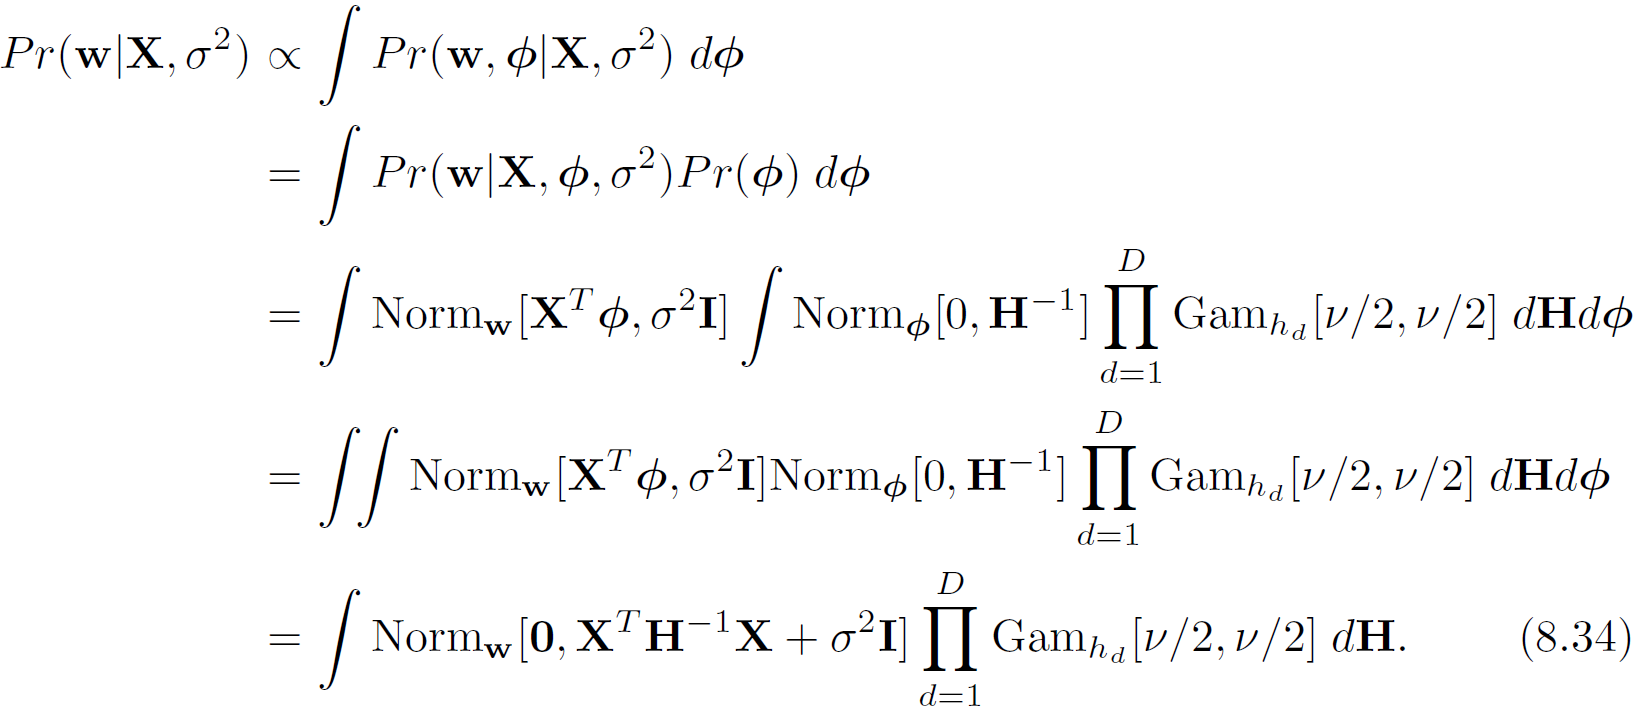 Pr(𝐰|𝐗, σ²) ∝ ∫ Pr(𝐰, 𝝓|𝐗, σ²) d𝝓
= ∫ Pr(𝐰|𝐗, 𝝓, σ²)Pr(𝝓) d𝝓
= ∫ Norm_𝐰[𝐗^T 𝝓, σ²𝐈] ∫ Norm_𝝓[0, 𝐇^{-1}] ∏_{d=1}^{D} Gam_{h_d}[ν/2, ν/2] d𝐇d𝝓
= ∫∫ Norm_𝐰[𝐗^T 𝝓, σ²𝐈]Norm_𝝓[0, 𝐇^{-1}] ∏_{d=1}^{D} Gam_{h_d}[ν/2, ν/2] d𝐇d𝝓
= ∫ Norm_𝐰[𝟎, 𝐗^T 𝐇^{-1} 𝐗 + σ²𝐈] ∏_{d=1}^{D} Gam_{h_d}[ν/2, ν/2] d𝐇. (8.34)